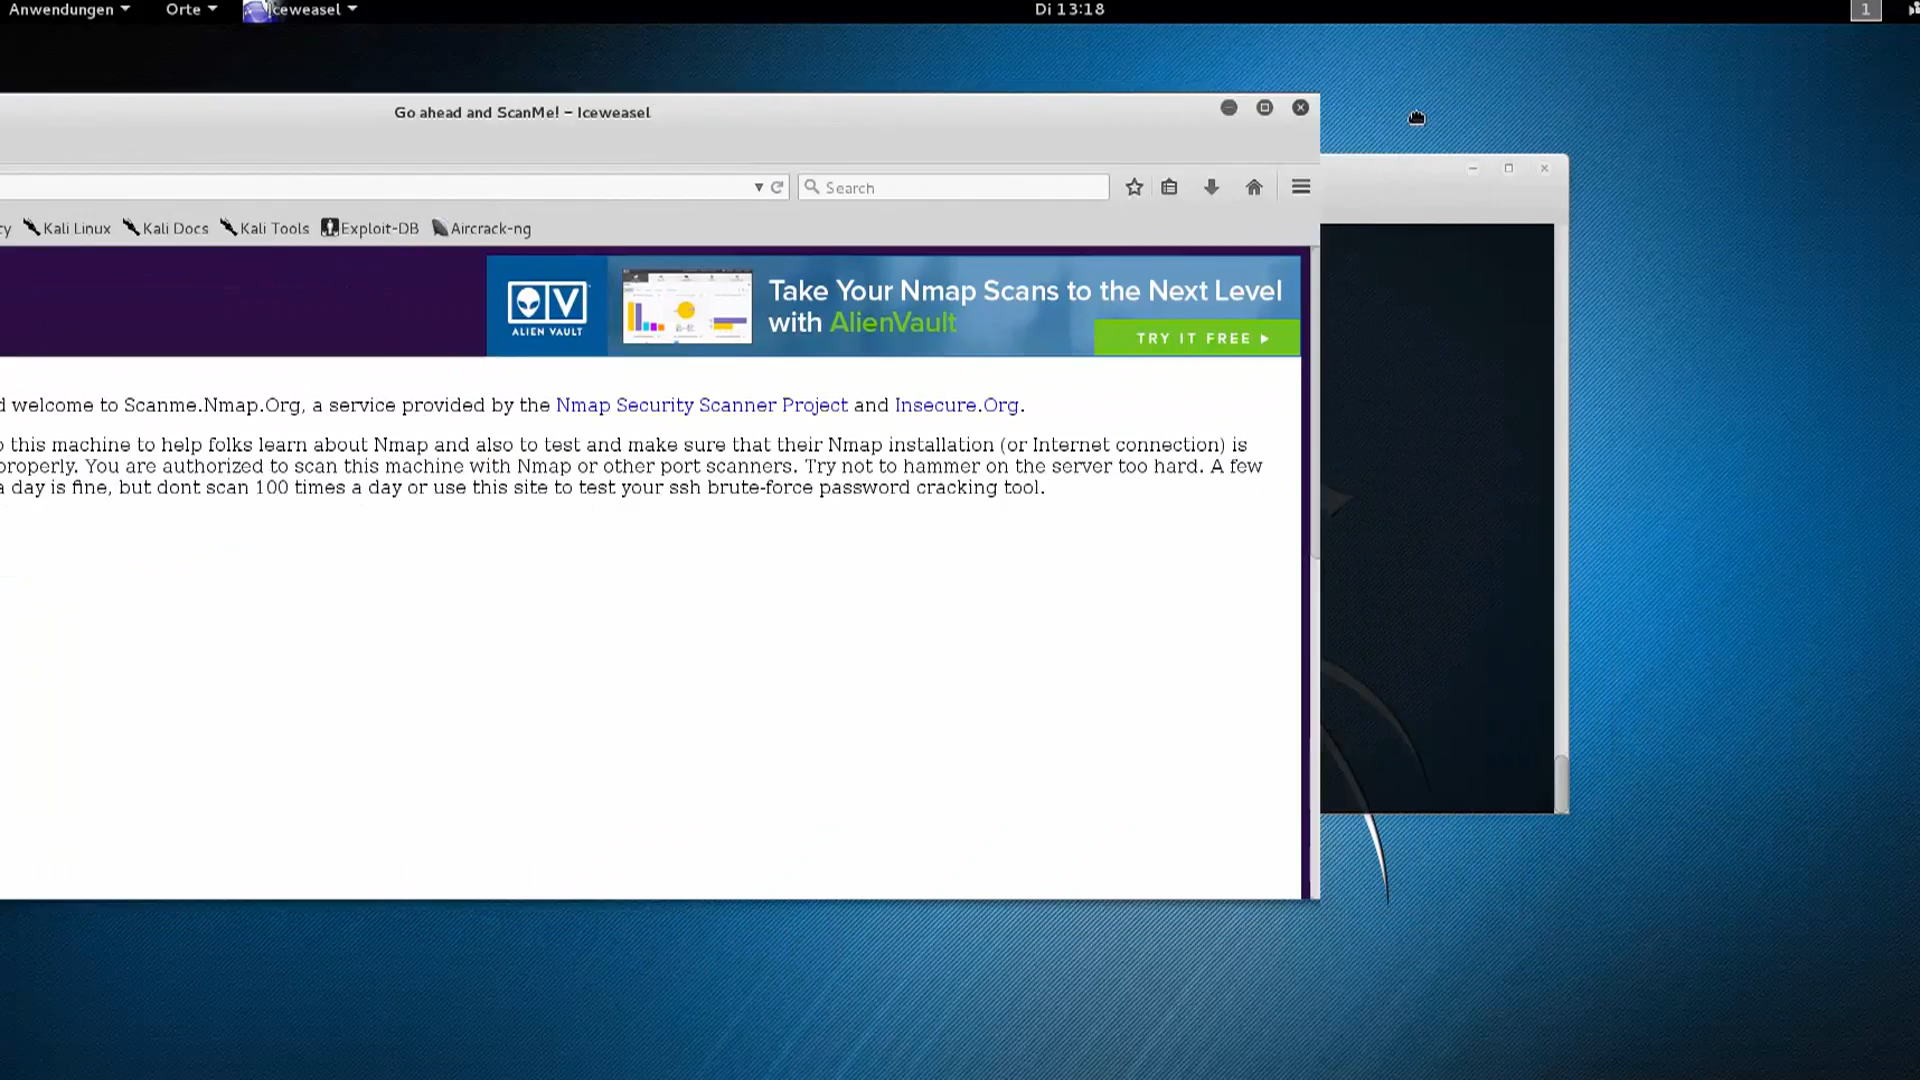 Anwendungen Orte Iceweasel Di 13:18 1
Go ahead and ScanMe! – Iceweasel
Search
Kali Linux Kali Docs Kali Tools Exploit-DB Aircrack-ng
ALIEN VAULT
Take Your Nmap Scans to the Next Level
with AlienVault
TRY IT FREE
welcome to Scanme.Nmap.Org, a service provided by the Nmap Security Scanner Project and Insecure.Org.
this machine to help folks learn about Nmap and also to test and make sure that their Nmap installation (or Internet connection) is
properly. You are authorized to scan this machine with Nmap or other port scanners. Try not to hammer on the server too hard. A few
a day is fine, but dont scan 100 times a day or use this site to test your ssh brute-force password cracking tool.